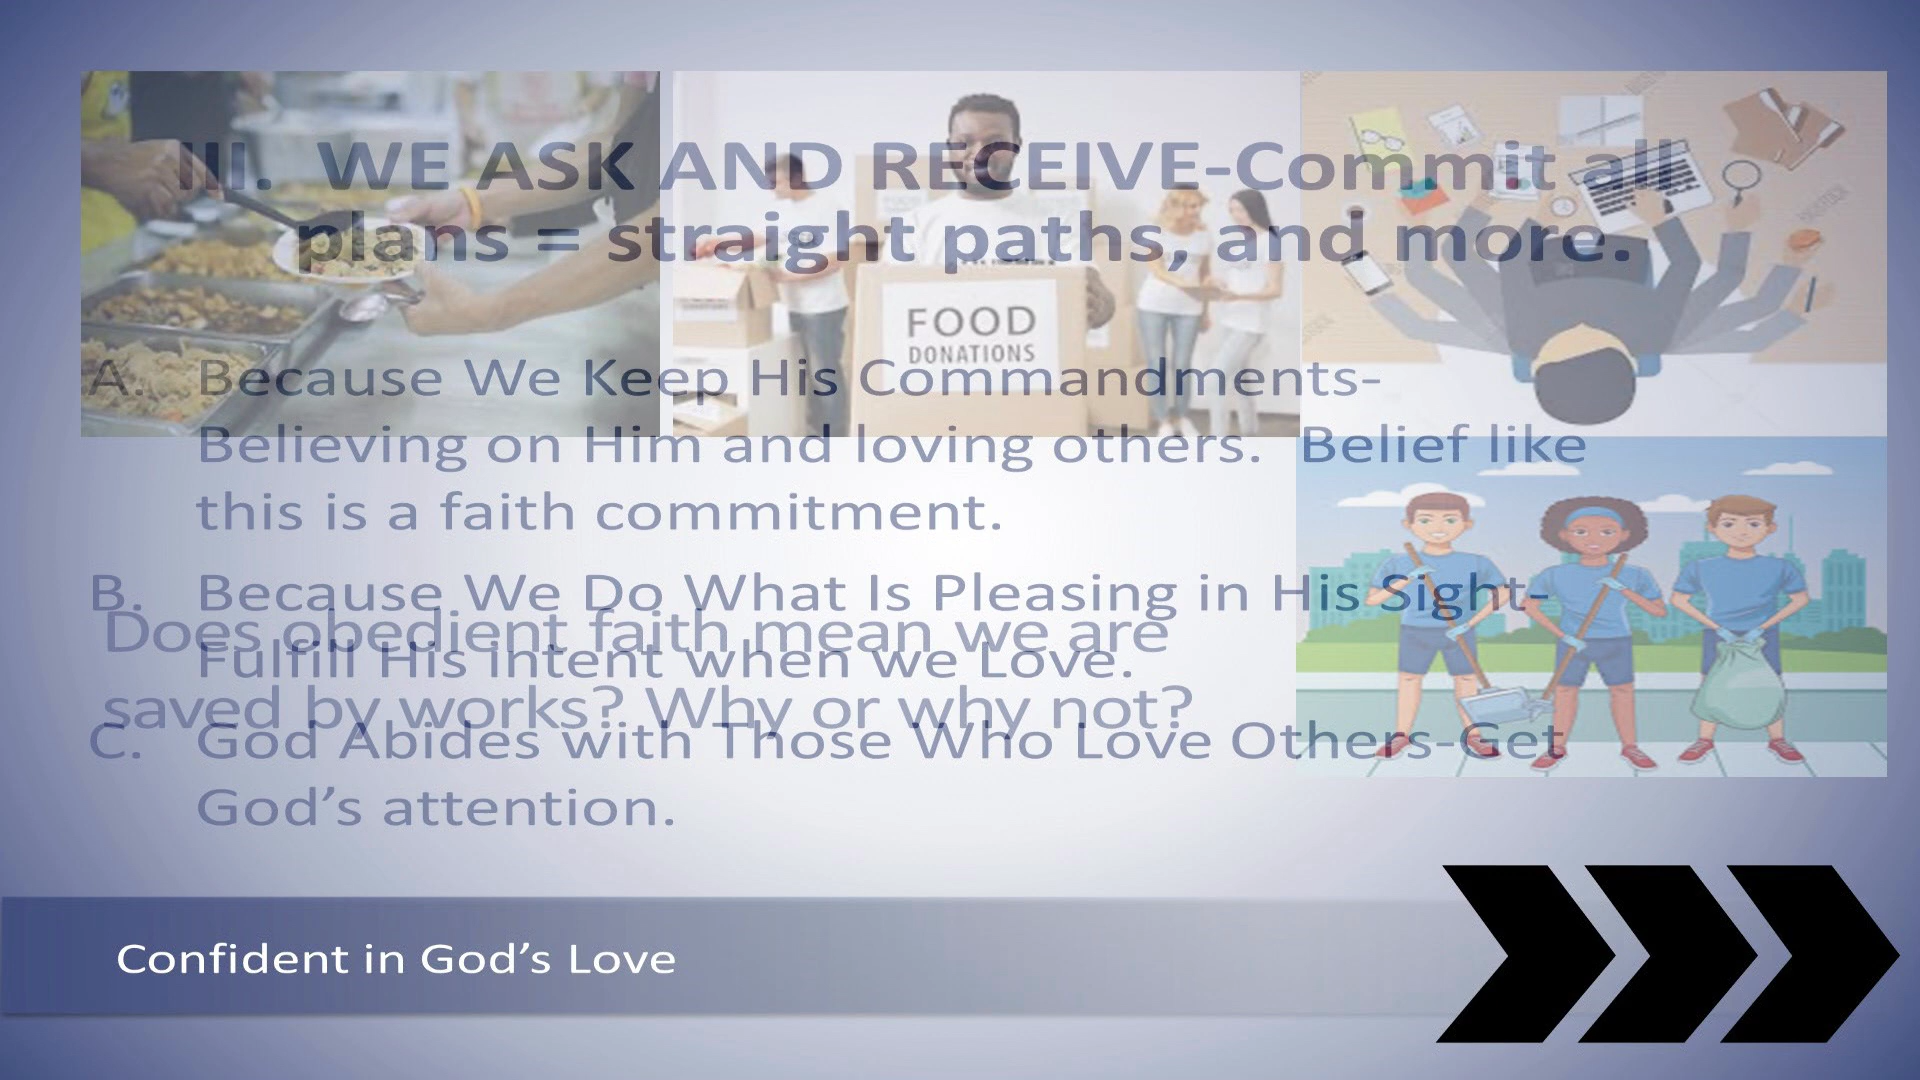 III. WE ASK AND RECEIVE-Commit all
plans = straight paths, and more.
FOOD
DONATIONS
A. Because We Keep His Commandments-
Believing on Him and loving others. Belief like
this is a faith commitment.
B. Because We Do What Is Pleasing in His Sight-
Fulfill His intent when we Love.
C. God Abides with Those Who Love Others-Get
God’s attention.
Does obedient faith mean we are
saved by works? Why or why not?
Confident in God’s Love